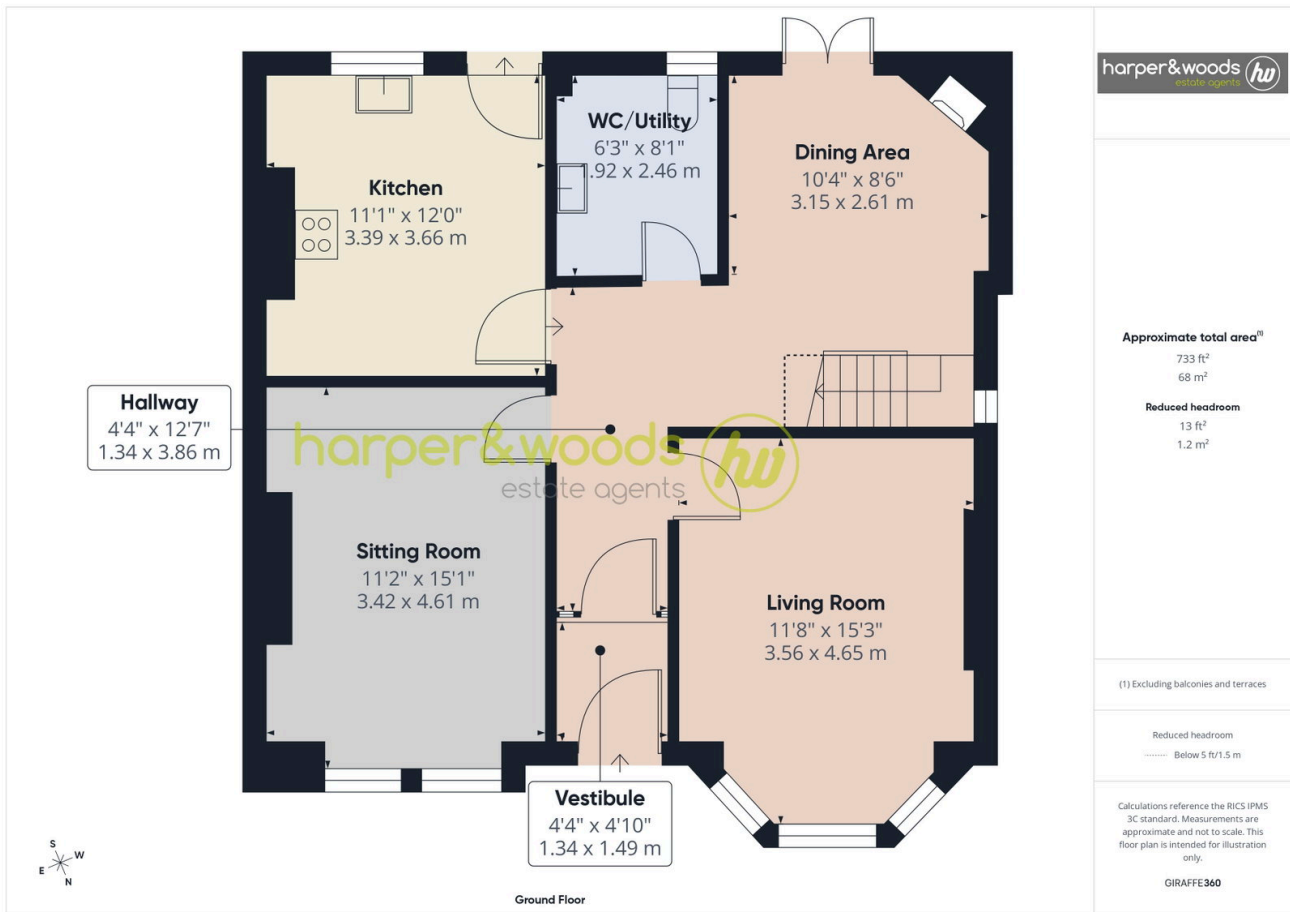 harper&woods hw
estate agents
WC/Utility
6'3" x 8'1"
1.92 x 2.46 m
Dining Area
10'4" x 8'6"
3.15 x 2.61 m
Kitchen
11'1" x 12'0"
3.39 x 3.66 m
Hallway
4'4" x 12'7"
1.34 x 3.86 m
harper&woods hw
estate agents
Sitting Room
11'2" x 15'1"
3.42 x 4.61 m
Living Room
11'8" x 15'3"
3.56 x 4.65 m
Vestibule
4'4" x 4'10"
1.34 x 1.49 m
S
W
E
N
Ground Floor
Approximate total area(1)
733 ft²
68 m²
Reduced headroom
13 ft²
1.2 m²
(1) Excluding balconies and terraces
Reduced headroom
Below 5 ft/1.5 m
Calculations reference the RICS IPMS
3C standard. Measurements are
approximate and not to scale. This
floor plan is intended for illustration
only.
GIRAFFE360